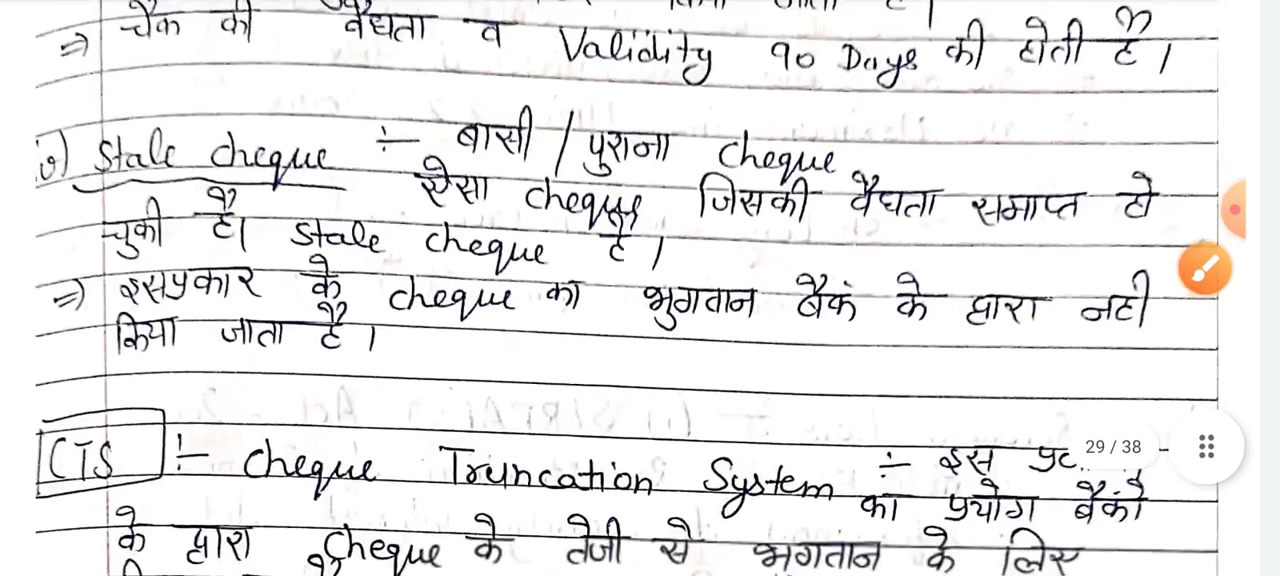 किया जाता है।
⇒ चैक की वैधता व Validity 90 Days की होती है।
v) Stale cheque ÷ बासी / पुराना cheque
ऐसा cheque जिसकी वैधता समाप्त हो
चुकी है। stale cheque है।
⇒ इसप्रकार के cheque का भुगतान बैकं के द्वारा नही
किया जाता है।
CTS ÷ Cheque Truncation System ÷ इस
का प्रयोग बैकों
के द्वारा cheque के तेजी से भगतान के लिए
29 / 38